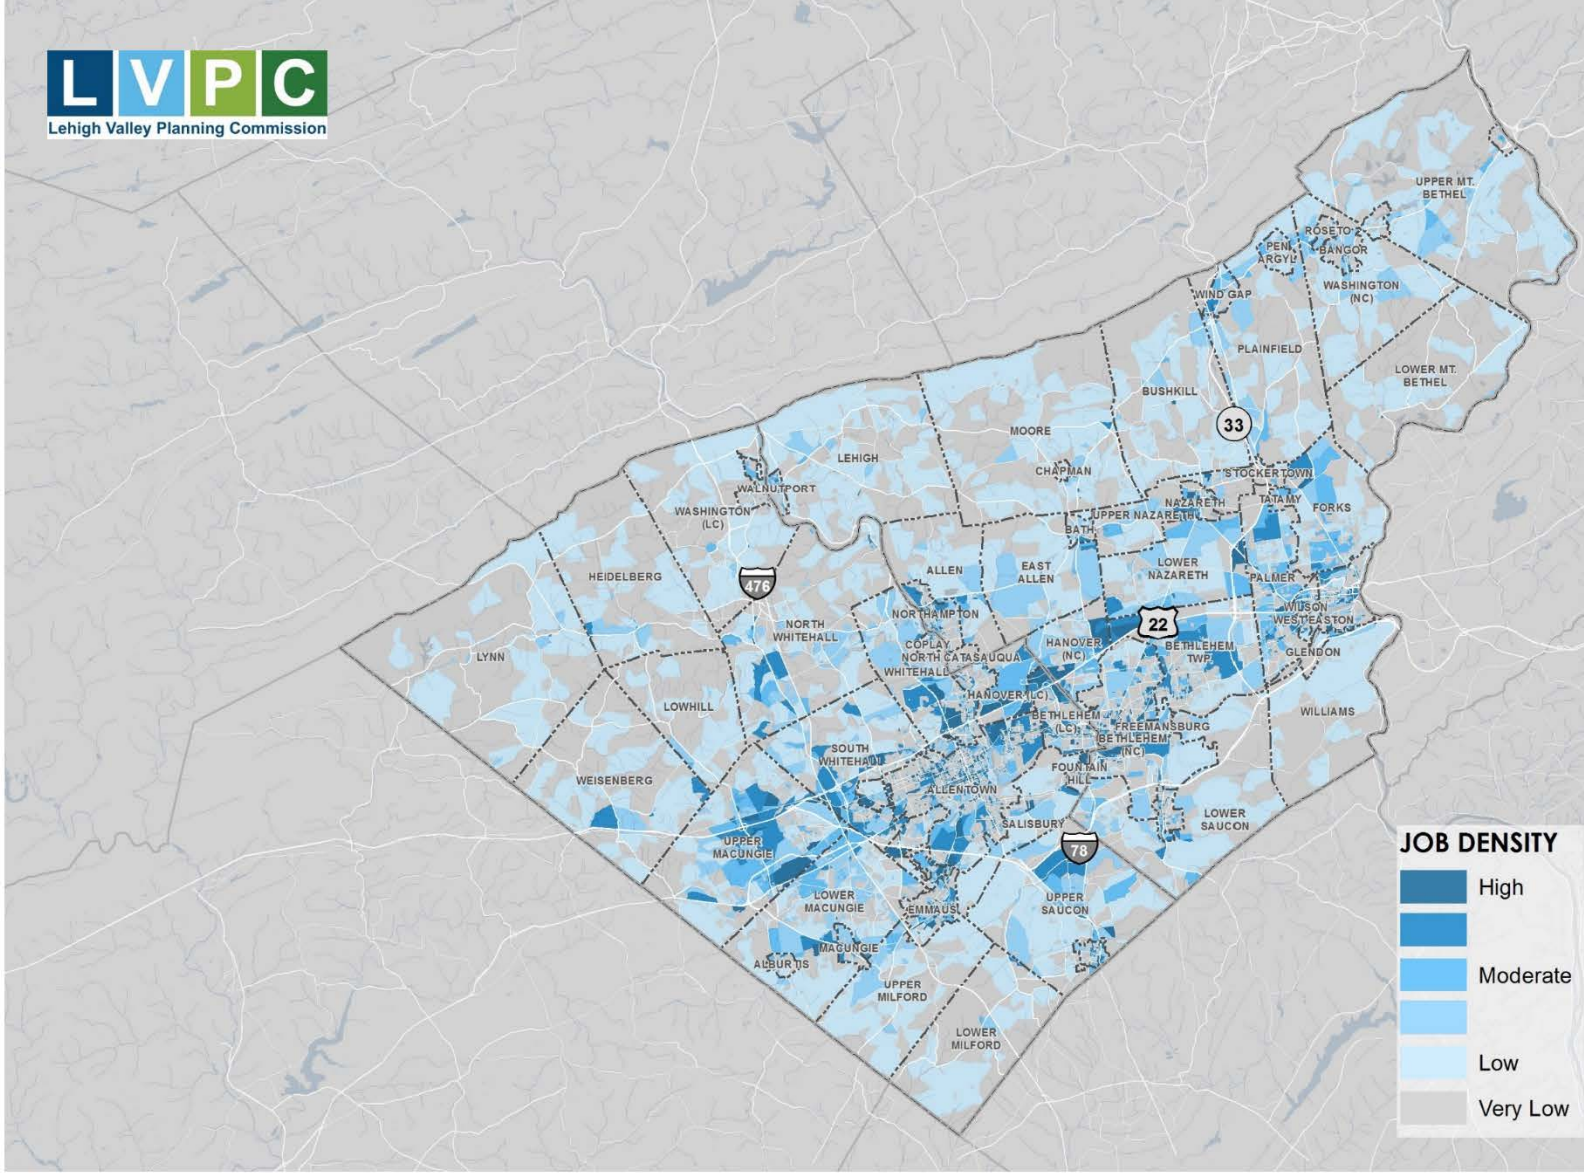 L V P C
Lehigh Valley Planning Commission
UPPER MT.
BETHEL
ROSETO
PEN
ARGYL
BANGOR
WASHINGTON
(NC)
WIND GAP
PLAINFIELD
LOWER MT.
BETHEL
BUSHKILL
33
MOORE
LEHIGH
CHAPMAN
STOCKERTOWN
WALNUTPORT
NAZARETH
TATAMY
FORKS
WASHINGTON
(LC)
UPPER NAZARETH
BATH
HEIDELBERG
476
ALLEN
EAST
ALLEN
LOWER
NAZARETH
PALMER
NORTHAMPTON
WILSON
WEST EASTON
22
NORTH
WHITEHALL
COPLAY
HANOVER
(NC)
BETHLEHEM
TWP.
GLENDON
LYNN
NORTH CATASAUQUA
WHITEHALL
LOWHILL
HANOVER (LC)
WILLIAMS
BETHLEHEM
(LC)
FREEMANSBURG
BETHLEHEM
(NC)
SOUTH
WHITEHALL
FOUNTAIN
HILL
WEISENBERG
ALLENTOWN
SALISBURY
LOWER
SAUCON
UPPER
MACUNGIE
78
LOWER
MACUNGIE
EMMAUS
UPPER
SAUCON
MACUNGIE
ALBURTIS
UPPER
MILFORD
LOWER
MILFORD
JOB DENSITY
High
Moderate
Low
Very Low